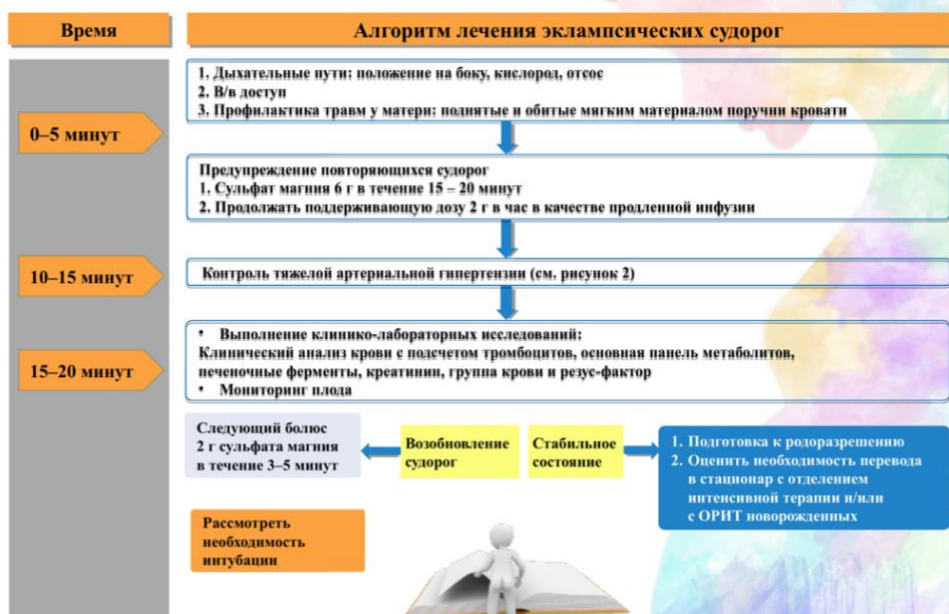 Время
Алгоритм лечения эклампсических судорог
0–5 минут
1. Дыхательные пути: положение на боку, кислород, отсос
2. В/в доступ
3. Профилактика травм у матери: поднятые и обитые мягким материалом поручни кровати
Предупреждение повторяющихся судорог
1. Сульфат магния 6 г в течение 15 – 20 минут
2. Продолжать поддерживающую дозу 2 г в час в качестве продленной инфузии
10–15 минут
Контроль тяжелой артериальной гипертензии (см. рисунок 2)
15–20 минут
• Выполнение клинико-лабораторных исследований:
Клинический анализ крови с подсчетом тромбоцитов, основная панель метаболитов,
печеночные ферменты, креатинин, группа крови и резус-фактор
• Мониторинг плода
Следующий болюс
2 г сульфата магния
в течение 3–5 минут
Возобновление
судорог
Стабильное
состояние
1. Подготовка к родоразрешению
2. Оценить необходимость перевода
в стационар с отделением
интенсивной терапии и/или
с ОРИТ новорожденных
Рассмотреть
необходимость
интубации